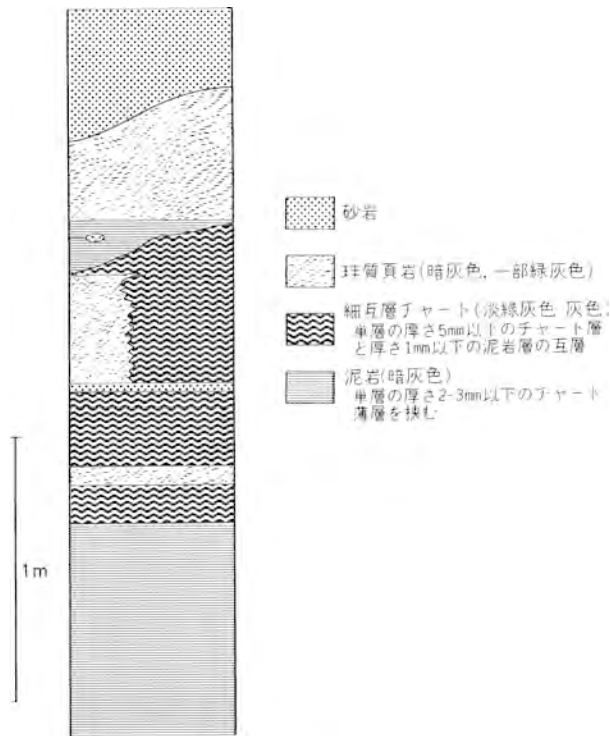 砂岩
珪質頁岩(暗灰色, 一部緑灰色)
細互層チャート(淡緑灰色 灰色)
単層の厚さ5mm以下のチャート層
と厚さ1mm以下の泥岩層の互層
泥岩(暗灰色)
単層の厚さ2-3mm以下のチャート
薄層を挟む
1m